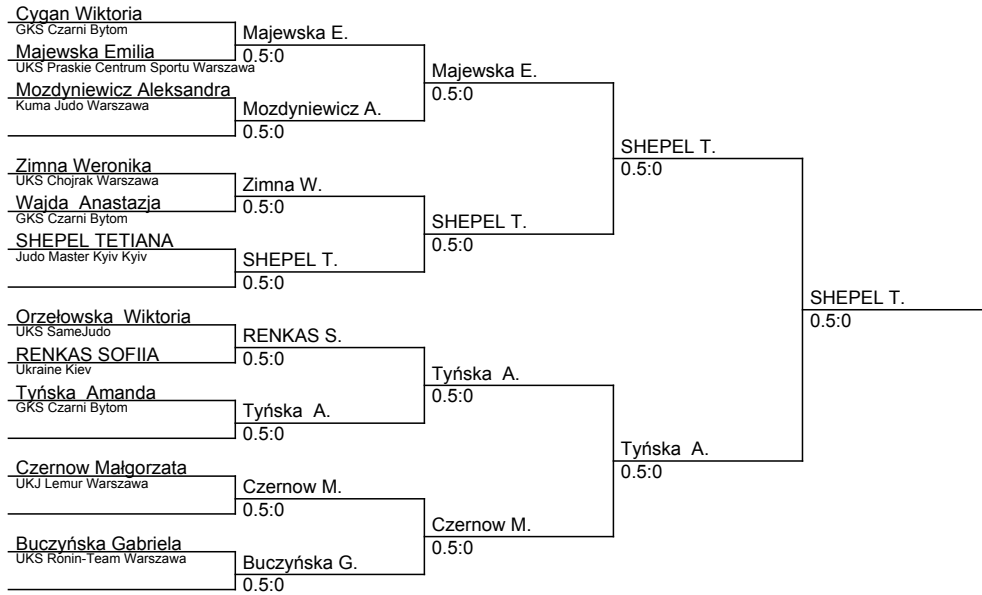 Cygan Wiktoria
GKS Czarni Bytom
Majewska E.
0.5:0
Majewska Emilia
UKS Praskie Centrum Sportu Warszawa
Majewska E.
0.5:0
Mozdyniewicz Aleksandra
Kuma Judo Warszawa
Mozdyniewicz A.
0.5:0
SHEPEL T.
0.5:0
Zimna Weronika
UKS Chojrak Warszawa
Zimna W.
0.5:0
Wajda Anastazja
GKS Czarni Bytom
SHEPEL T.
0.5:0
SHEPEL TETIANA
Judo Master Kyiv Kyiv
SHEPEL T.
0.5:0
SHEPEL T.
0.5:0
Orzełowska Wiktoria
UKS SameJudo
RENKAS S.
0.5:0
RENKAS SOFIIA
Ukraine Kiev
Tyńska A.
0.5:0
Tyńska Amanda
GKS Czarni Bytom
Tyńska A.
0.5:0
Tyńska A.
0.5:0
Czernow Małgorzata
UKJ Lemur Warszawa
Czernow M.
0.5:0
Czernow M.
0.5:0
Buczyńska Gabriela
UKS Ronin-Team Warszawa
Buczyńska G.
0.5:0